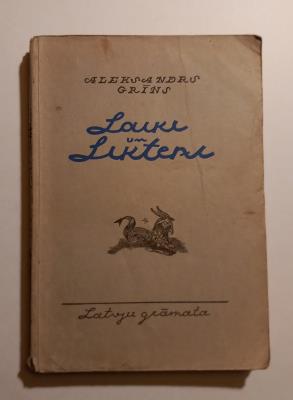 ALEKSANDRS
GRĪNS
Laiki
un
Likteņi
Latvju grāmata